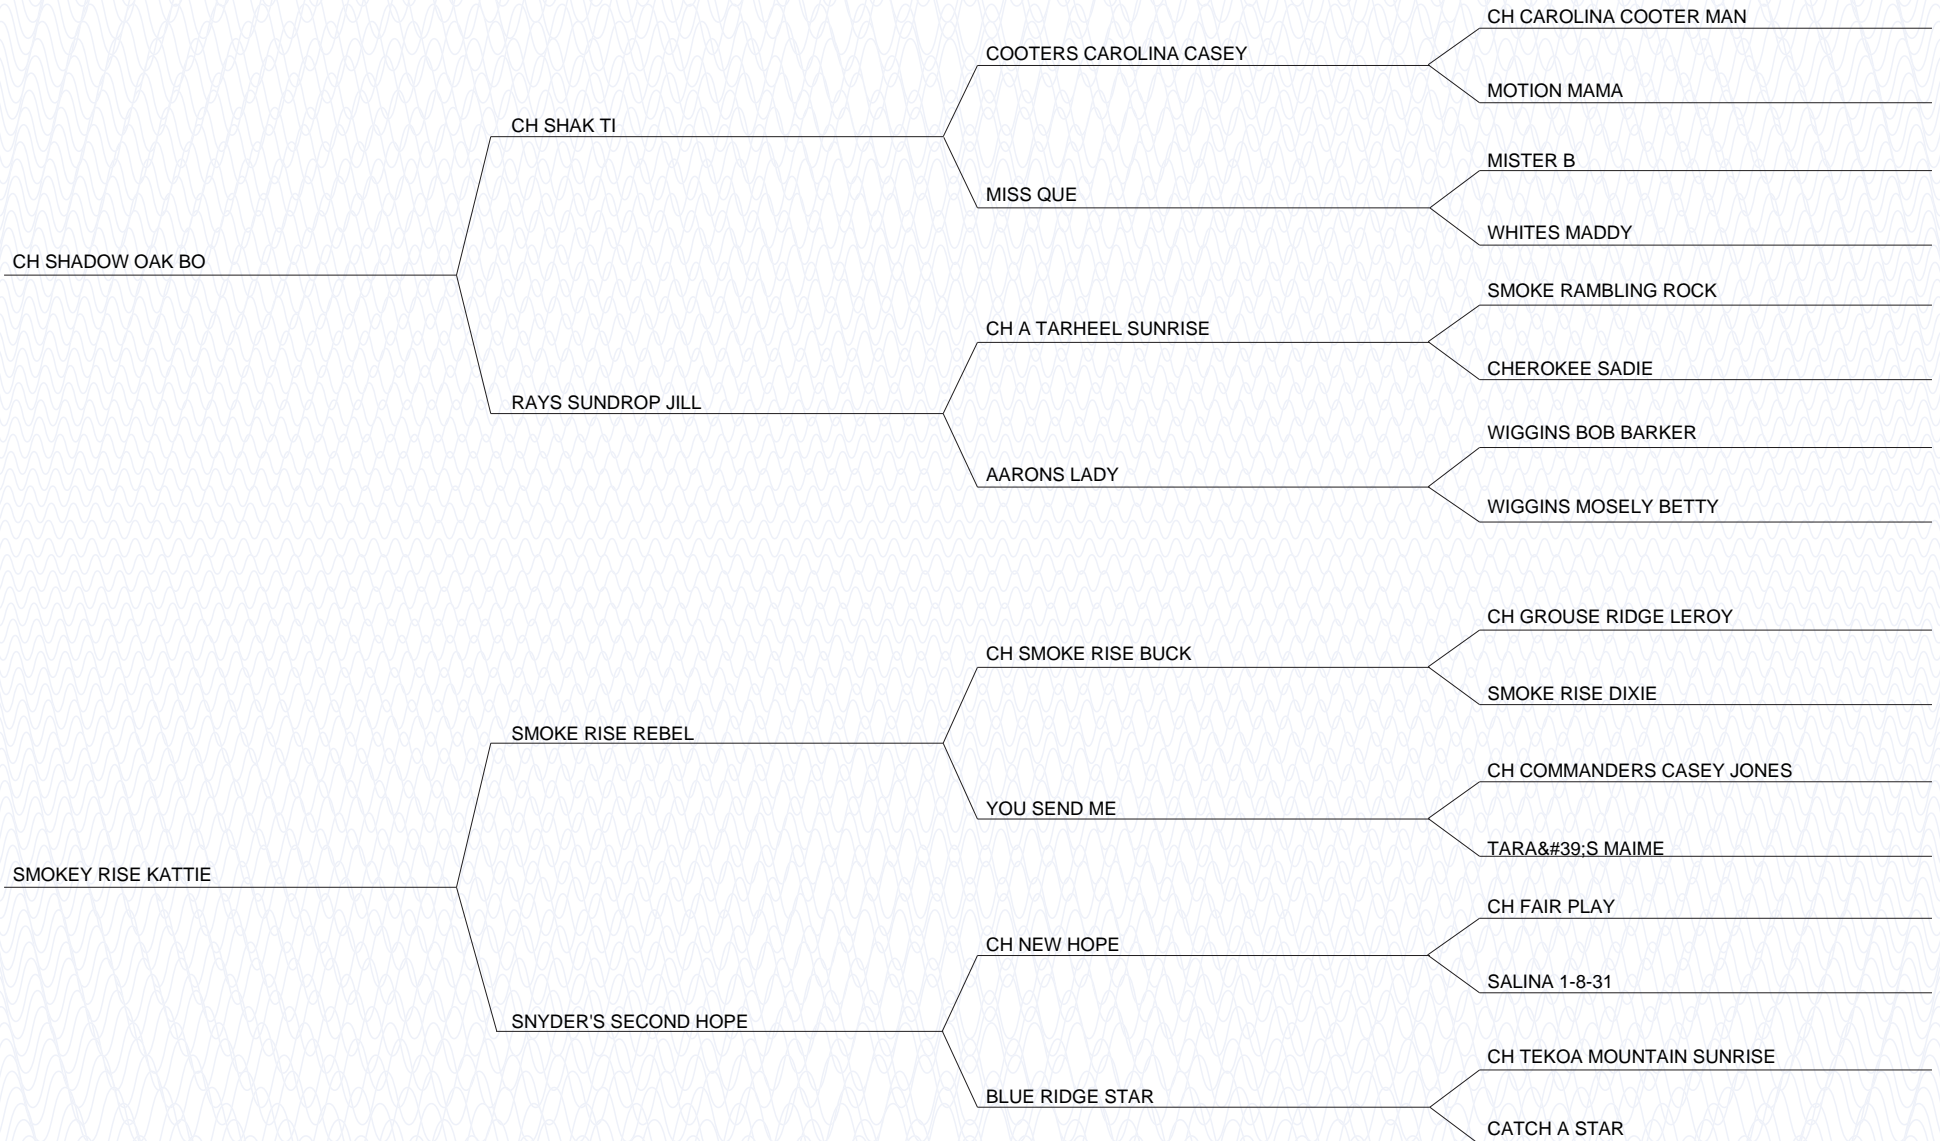 CH CAROLINA COOTER MAN
COOTERS CAROLINA CASEY
MOTION MAMA
CH SHAK TI
MISTER B
MISS QUE
WHITES MADDY
CH SHADOW OAK BO
SMOKE RAMBLING ROCK
CH A TARHEEL SUNRISE
CHEROKEE SADIE
RAYS SUNDROP JILL
WIGGINS BOB BARKER
AARONS LADY
WIGGINS MOSELY BETTY
CH GROUSE RIDGE LEROY
CH SMOKE RISE BUCK
SMOKE RISE DIXIE
SMOKE RISE REBEL
CH COMMANDERS CASEY JONES
YOU SEND ME
TARA&#39;S MAIME
SMOKEY RISE KATTIE
CH FAIR PLAY
CH NEW HOPE
SALINA 1-8-31
SNYDER'S SECOND HOPE
CH TEKOA MOUNTAIN SUNRISE
BLUE RIDGE STAR
CATCH A STAR